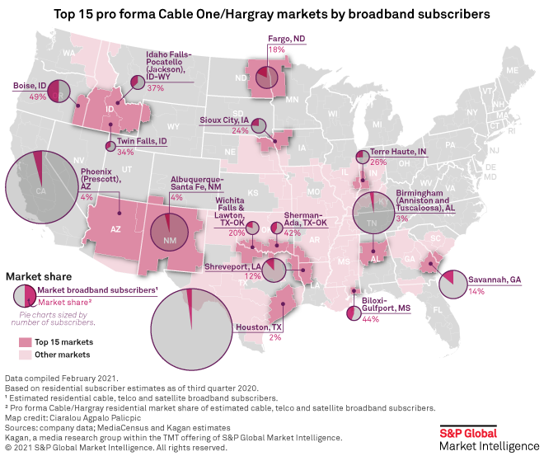 Top 15 pro forma Cable One/Hargray markets by broadband subscribers
Fargo, ND
18%
Idaho Falls-
Pocatello
(Jackson),
ID-WY
37%
Boise, ID
49%
Twin Falls, ID
34%
Sioux City, IA
24%
Terre Haute, IN
26%
Phoenix
(Prescott),
AZ
4%
Albuquerque-
Santa Fe, NM
4%
Wichita
Falls &
Lawton,
TX-OK
20%
Sherman-
Ada, TX-OK
42%
Birmingham
(Anniston and
Tuscaloosa), AL
3%
Shreveport, LA
12%
Savannah, GA
14%
Biloxi-
Gulfport, MS
44%
Houston, TX
2%
WA
MT
ND
MN
OR
ID
WY
SD
WI
MI
IA
NE
NV
UT
CO
CA
AZ
NM
KS
MO
IL
IN
OH
KY
WV
VA
PA
NY
ME
VT
NH
MA
CT
RI
NJ
DE
MD
NC
TN
SC
GA
AL
MS
AR
LA
OK
TX
FL
Market share
Market broadband subscribers¹
Market share²
Pie charts sized by
number of subscribers.
Top 15 markets
Other markets
Data compiled February 2021.
Based on residential subscriber estimates as of third quarter 2020.
¹ Estimated residential cable, telco and satellite broadband subscribers.
² Pro forma Cable/Hargray residential market share of estimated cable, telco and satellite broadband subscribers.
Map credit: Ciaralou Agpalo Palicpic
Sources: company data; MediaCensus and Kagan estimates
Kagan, a media research group within the TMT offering of S&P Global Market Intelligence.
© 2021 S&P Global Market Intelligence. All rights reserved.
S&P Global
Market Intelligence